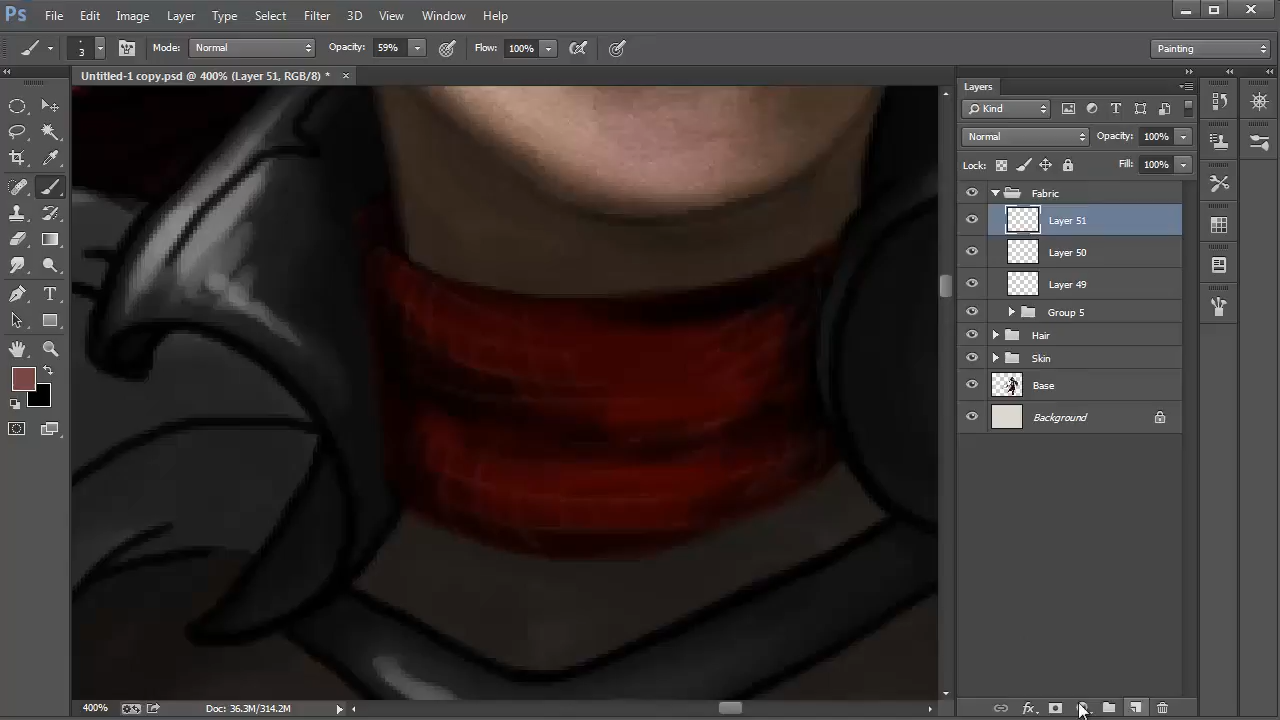 Ps File Edit Image Layer Type Select Filter 3D View Window Help
3 Mode: Normal Opacity: 59% Flow: 100% Painting
Untitled-1 copy.psd @ 400% (Layer 51, RGB/8) * ×
Layers
Kind
Normal Opacity: 100%
Lock: Fill: 100%
Fabric
Layer 51
Layer 50
Layer 49
Group 5
Hair
Skin
Base
Background
400% Doc: 36.3M/314.2M
fx